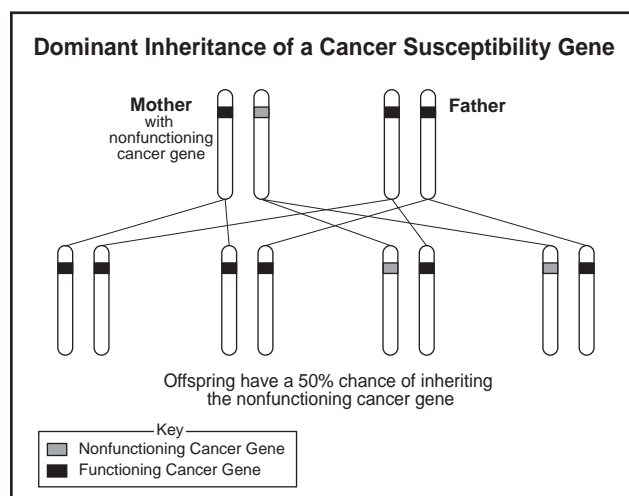 Dominant Inheritance of a Cancer Susceptibility Gene
Mother
with
nonfunctioning
cancer gene
Father
Offspring have a 50% chance of inheriting
the nonfunctioning cancer gene
Key
Nonfunctioning Cancer Gene
Functioning Cancer Gene